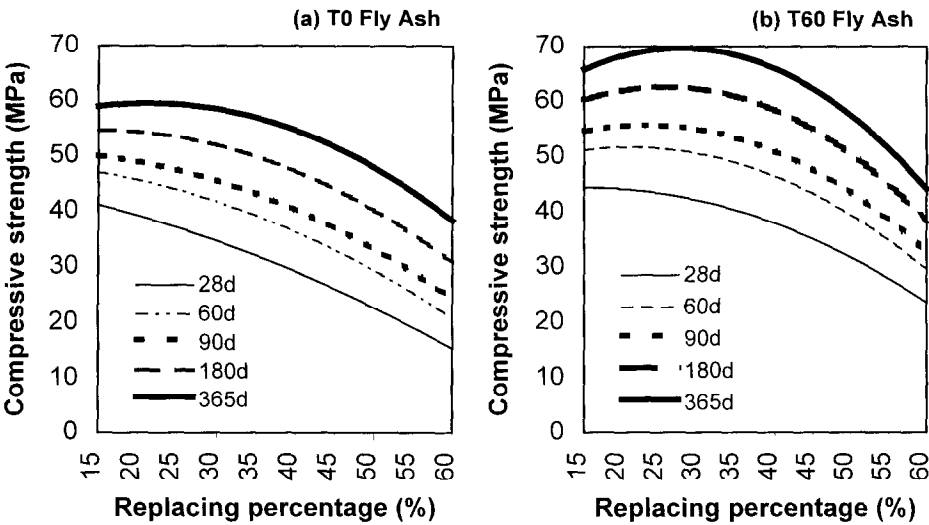 (a) T0 Fly Ash
Compressive strength (MPa)
70
60
50
40
30
20
10
0
28d
60d
90d
180d
365d
15
20
25
30
35
40
45
50
55
60
Replacing percentage (%)
(b) T60 Fly Ash
Compressive strength (MPa)
70
60
50
40
30
20
10
0
28d
60d
90d
180d
365d
15
20
25
30
35
40
45
50
55
60
Replacing percentage (%)